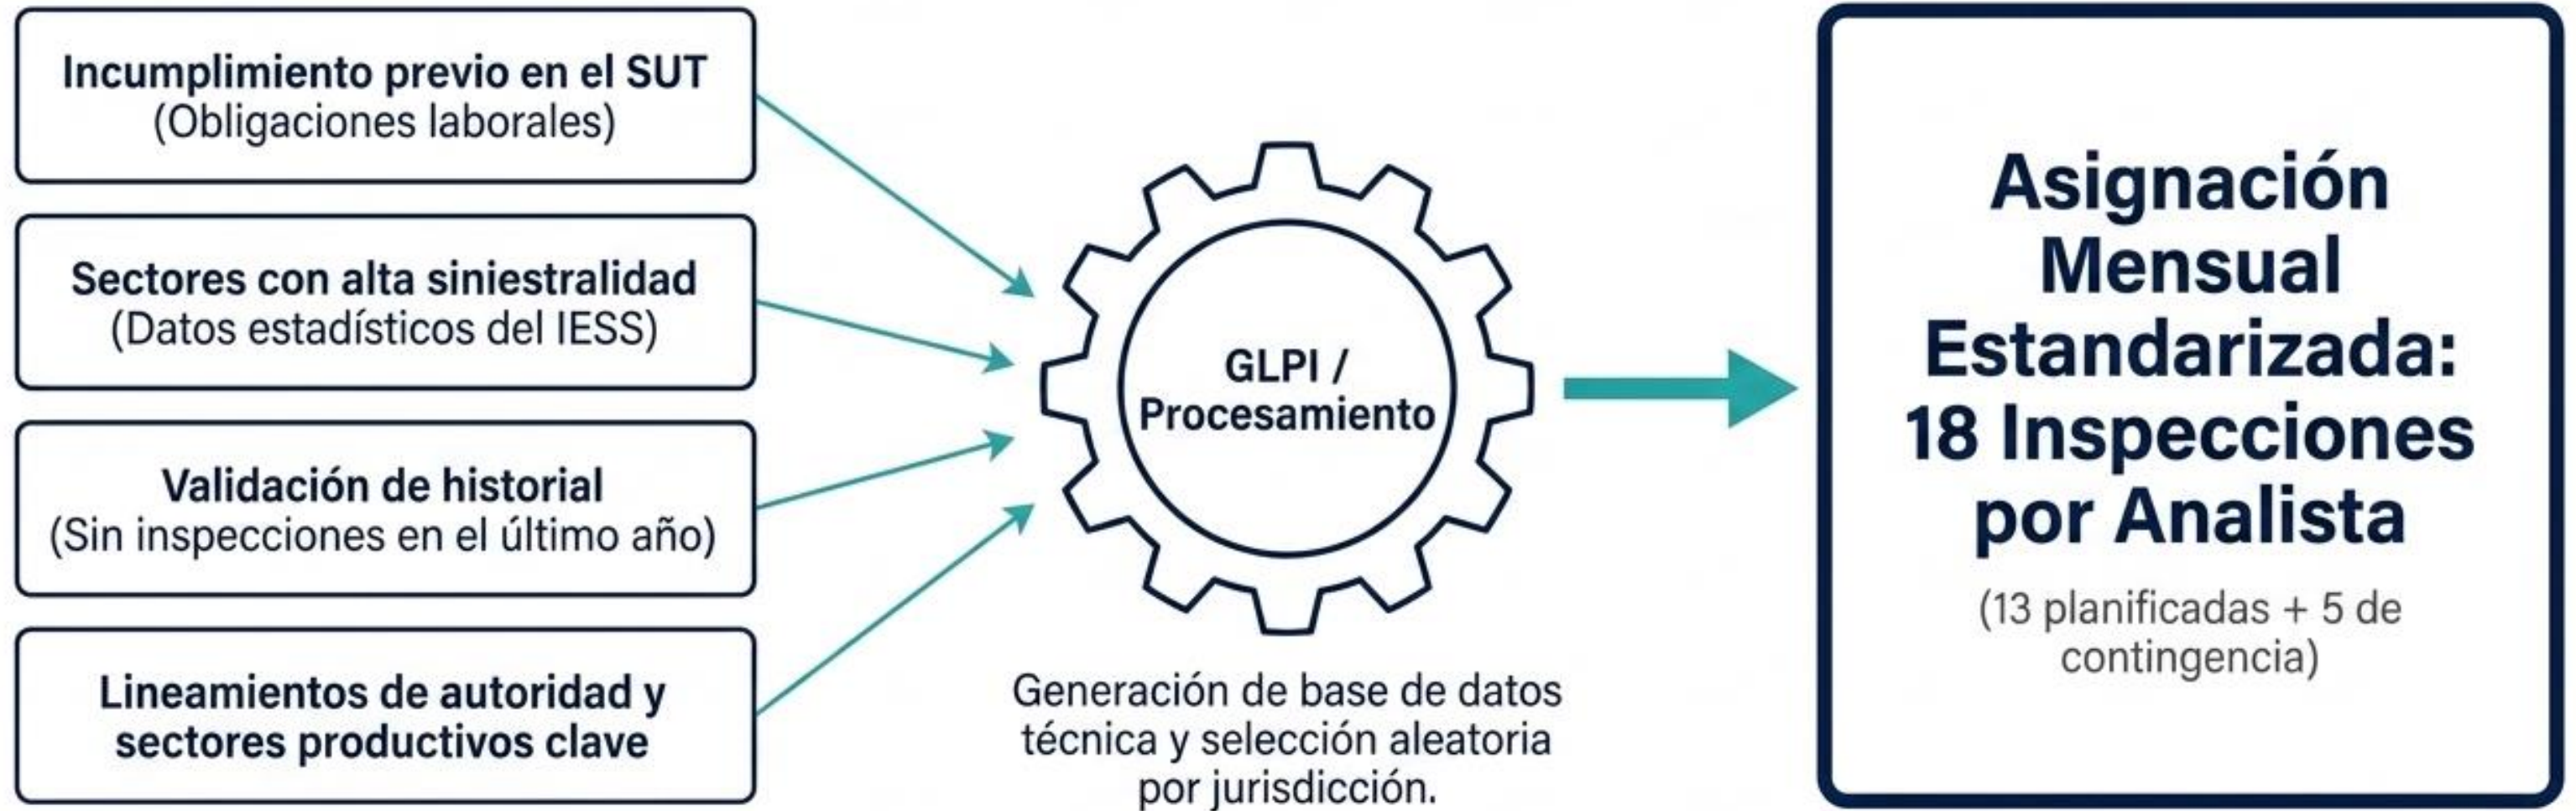 Incumplimiento previo en el SUT
(Obligaciones laborales)
Sectores con alta siniestralidad
(Datos estadísticos del IESS)
Validación de historial
(Sin inspecciones en el último año)
Lineamientos de autoridad y
sectores productivos clave
GLPI /
Procesamiento
Generación de base de datos
técnica y selección aleatoria
por jurisdicción.
Asignación
Mensual
Estandarizada:
18 Inspecciones
por Analista
(13 planificadas + 5 de
contingencia)